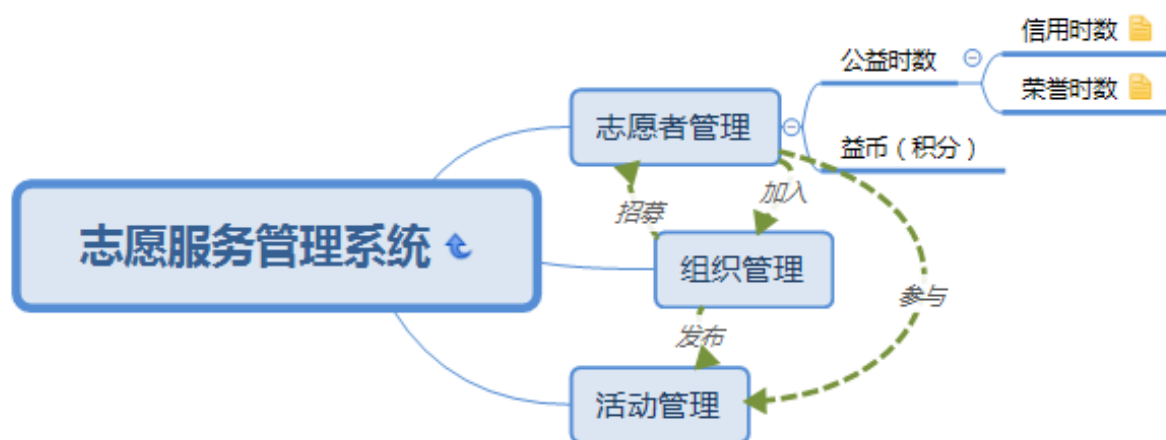 信用时数
公益时数
荣誉时数
志愿者管理
益币（积分）
加入
招募
志愿服务管理系统
组织管理
参与
发布
活动管理